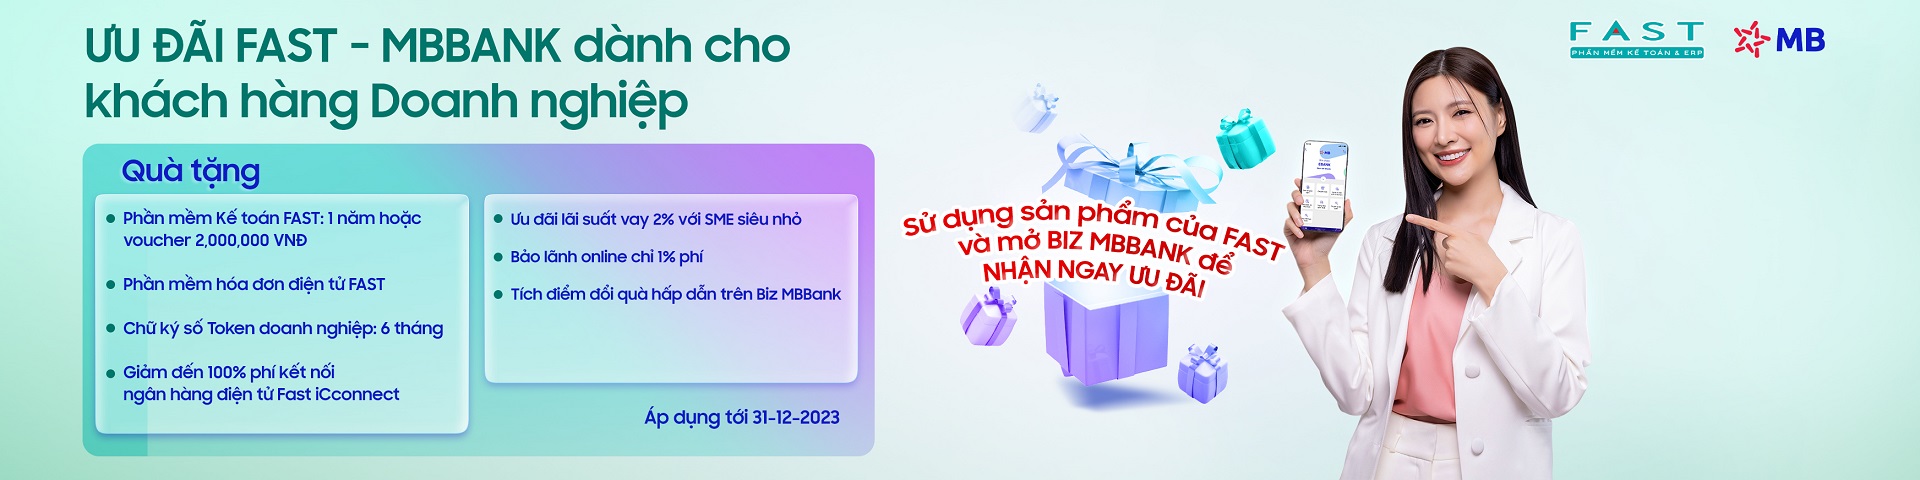 ƯU ĐÃI FAST - MBBANK dành cho
khách hàng Doanh nghiệp
Quà tặng
Phần mềm Kế toán FAST: 1 năm hoặc
voucher 2,000,000 VNĐ
Phần mềm hóa đơn điện tử FAST
Chữ ký số Token doanh nghiệp: 6 tháng
Giảm đến 100% phí kết nối
ngân hàng điện tử Fast iCconnect
Ưu đãi lãi suất vay 2% với SME siêu nhỏ
Bảo lãnh online chỉ 1% phí
Tích điểm đổi quà hấp dẫn trên Biz MBBank
Áp dụng tới 31-12-2023
Sử dụng sản phẩm của FAST
và mở BIZ MBBANK để
NHẬN NGAY ƯU ĐÃI
FAST
PHẦN MỀM KẾ TOÁN & ERP
MB
MB